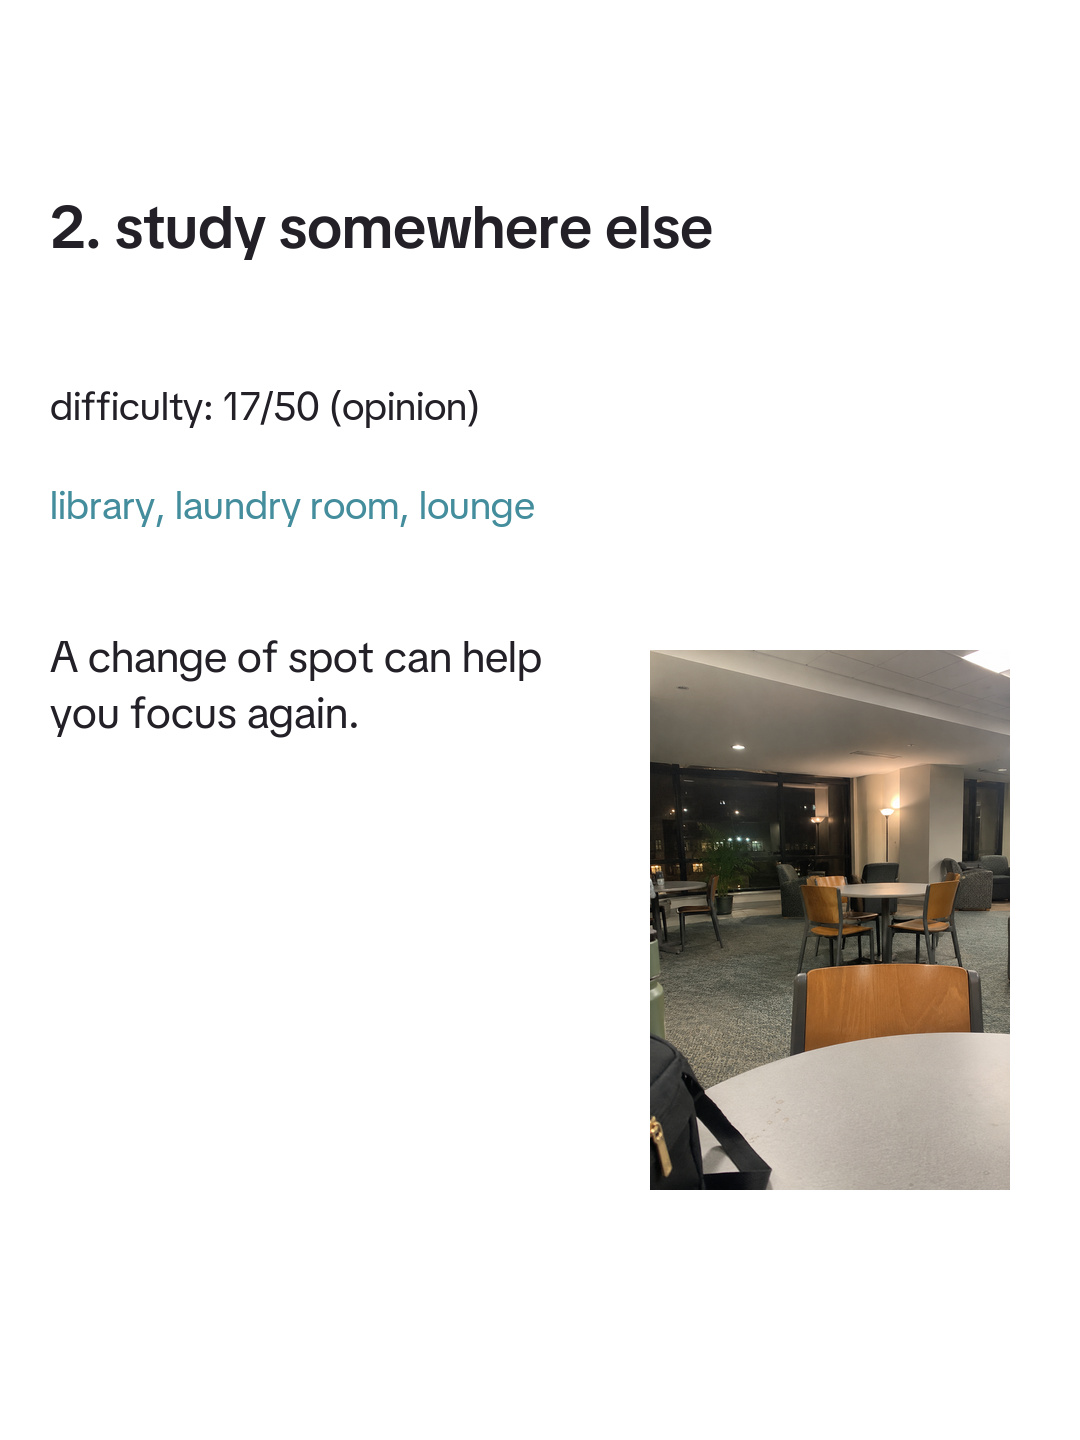 2. study somewhere else
difficulty: 17/50 (opinion)
library, laundry room, lounge
A change of spot can help
you focus again.